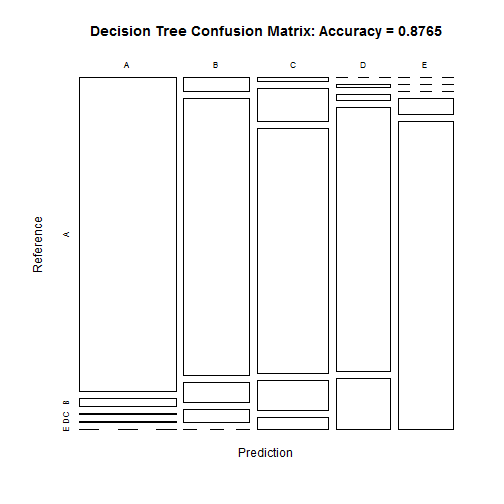 Decision Tree Confusion Matrix: Accuracy = 0.8765
A B C D E
Reference
A
B
C
D
E
Prediction